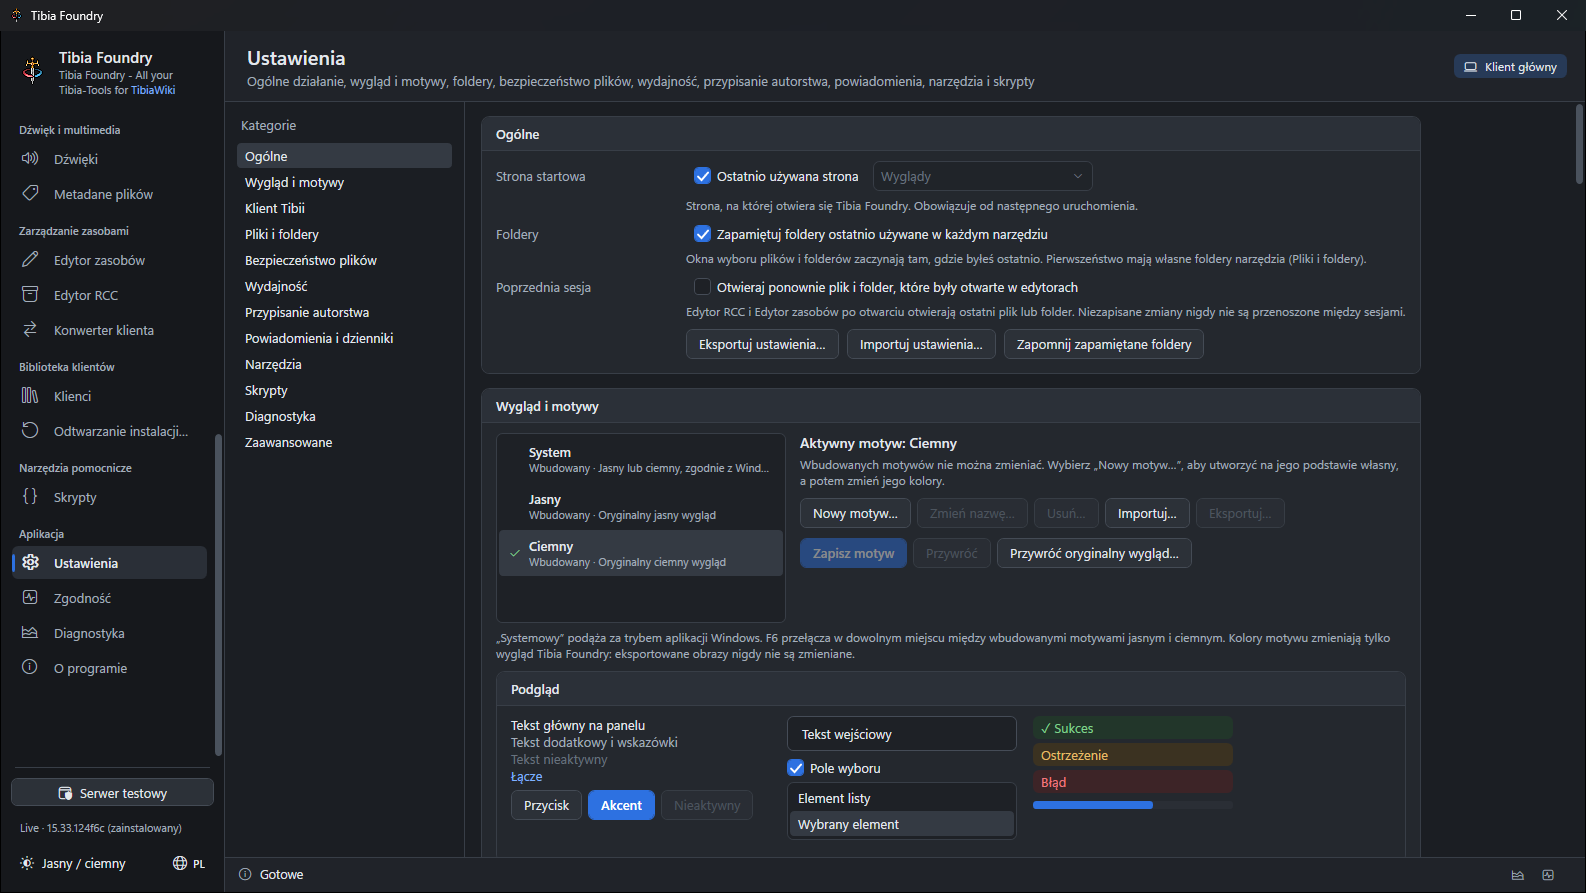 Tibia Foundry
Tibia Foundry
Tibia Foundry - All your
Tibia-Tools for TibiaWiki
Dźwięk i multimedia
Dźwięki
Metadane plików
Zarządzanie zasobami
Edytor zasobów
Edytor RCC
Konwerter klienta
Biblioteka klientów
Klienci
Odtwarzanie instalacji...
Narzędzia pomocnicze
Skrypty
Aplikacja
Ustawienia
Zgodność
Diagnostyka
O programie
Serwer testowy
Live · 15.33.124f6c (zainstalowany)
Jasny / ciemny
PL
Ustawienia
Ogólne działanie, wygląd i motywy, foldery, bezpieczeństwo plików, wydajność, przypisanie autorstwa, powiadomienia, narzędzia i skrypty
Klient główny
Kategorie
Ogólne
Wygląd i motywy
Klient Tibii
Pliki i foldery
Bezpieczeństwo plików
Wydajność
Przypisanie autorstwa
Powiadomienia i dzienniki
Narzędzia
Skrypty
Diagnostyka
Zaawansowane
Ogólne
Strona startowa
Ostatnio używana strona
Wyglądy
Strona, na której otwiera się Tibia Foundry. Obowiązuje od następnego uruchomienia.
Foldery
Zapamiętuj foldery ostatnio używane w każdym narzędziu
Okna wyboru plików i folderów zaczynają tam, gdzie byłeś ostatnio. Pierwszeństwo mają własne foldery narzędzia (Pliki i foldery).
Poprzednia sesja
Otwieraj ponownie plik i folder, które były otwarte w edytorach
Edytor RCC i Edytor zasobów po otwarciu otwierają ostatni plik lub folder. Niezapisane zmiany nigdy nie są przenoszone między sesjami.
Eksportuj ustawienia...
Importuj ustawienia...
Zapomnij zapamiętane foldery
Wygląd i motywy
System
Wbudowany · Jasny lub ciemny, zgodnie z Wind...
Jasny
Wbudowany · Oryginalny jasny wygląd
Ciemny
Wbudowany · Oryginalny ciemny wygląd
Aktywny motyw: Ciemny
Wbudowanych motywów nie można zmieniać. Wybierz „Nowy motyw...”, aby utworzyć na jego podstawie własny,
a potem zmień jego kolory.
Nowy motyw...
Zmień nazwę...
Usuń...
Importuj...
Eksportuj...
Zapisz motyw
Przywróć
Przywróć oryginalny wygląd...
„Systemowy” podąża za trybem aplikacji Windows. F6 przełącza w dowolnym miejscu między wbudowanymi motywami jasnym i ciemnym. Kolory motywu zmieniają tylko
wygląd Tibia Foundry: eksportowane obrazy nigdy nie są zmieniane.
Podgląd
Tekst główny na panelu
Tekst dodatkowy i wskazówki
Tekst nieaktywny
Łącze
Przycisk
Akcent
Nieaktywny
Tekst wejściowy
Pole wyboru
Element listy
Wybrany element
✓ Sukces
Ostrzeżenie
Błąd
Gotowe